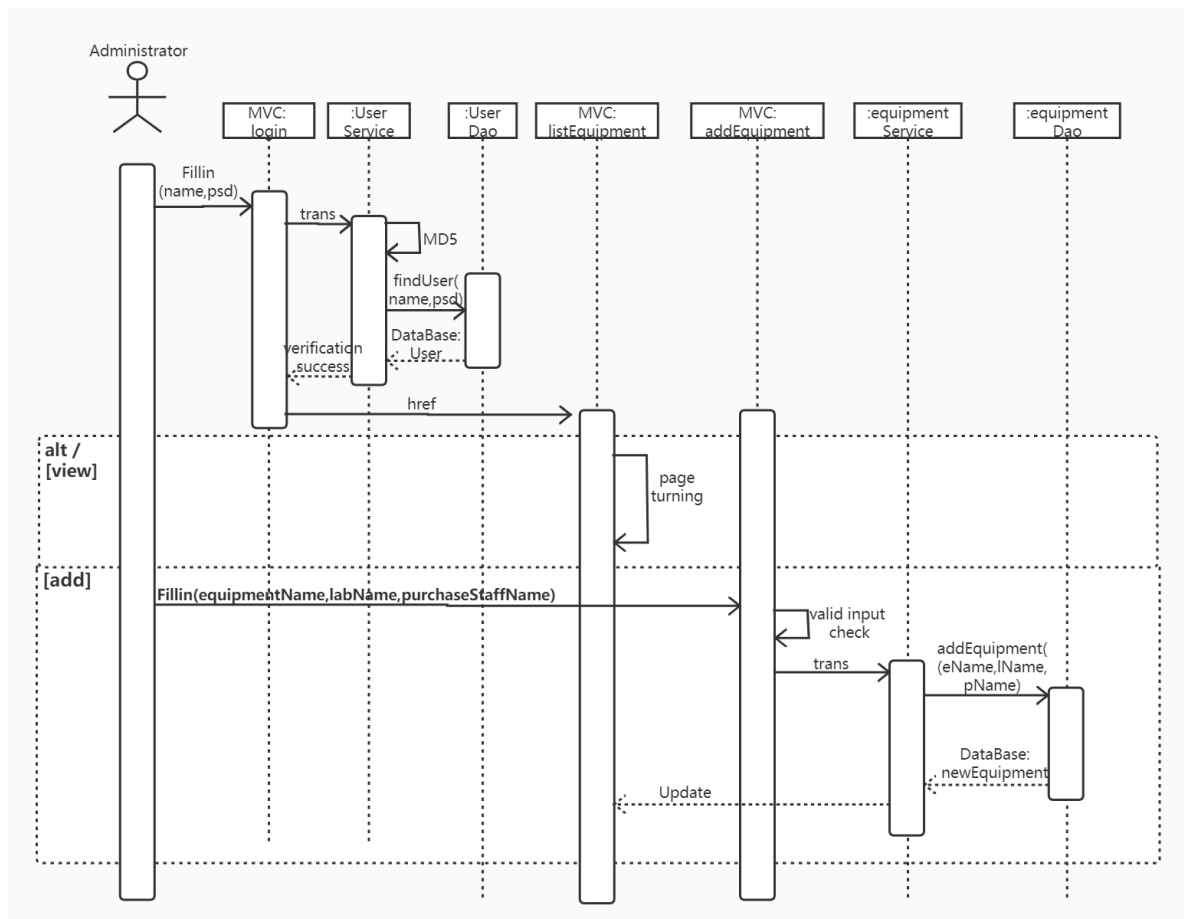 Administrator
MVC:
login
:User
Service
:User
Dao
MVC:
listEquipment
MVC:
addEquipment
:equipment
Service
:equipment
Dao
Fillin
(name,psd)
trans
MD5
findUser(
name,psd)
DataBase:
User
verification
success
href
alt /
[view]
page
turning
[add]
Fillin(equipmentName,labName,purchaseStaffName)
valid input
check
trans
addEquipment(
(eName,lName,
pName)
DataBase:
newEquipment
Update